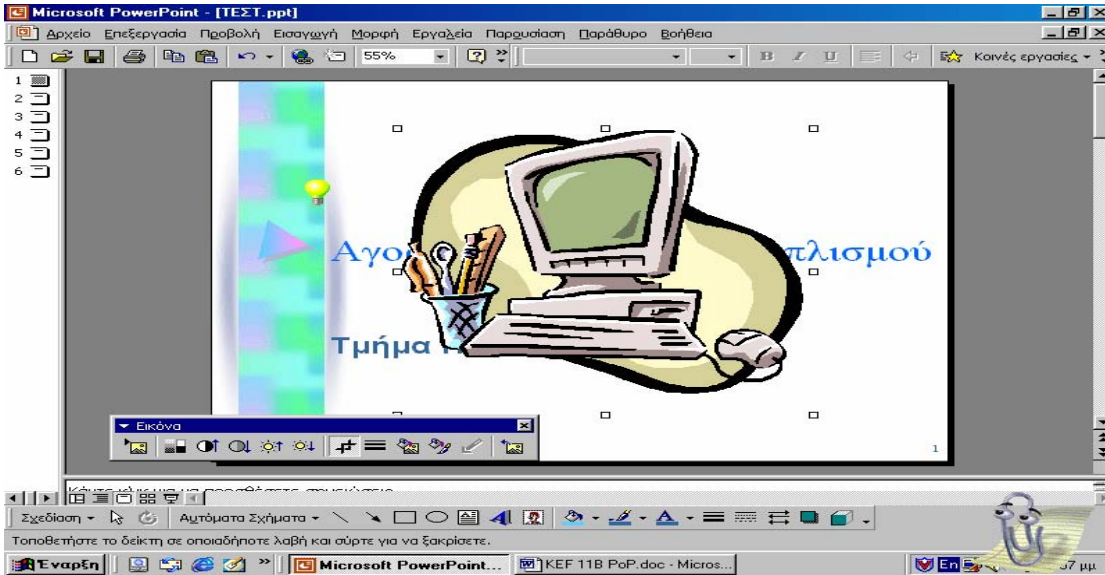 Microsoft PowerPoint - [ΤΕΣΤ.ppt]
Αρχείο Επεξεργασία Προβολή Εισαγωγή Μορφή Εργαλεία Παρουσίαση Παράθυρο Βοήθεια
55% B I U Κοινές εργασίες
1
2
3
4
5
6
πλισμού
Τμήμα
Εικόνα
1
Σχεδίαση Αυτόματα Σχήματα
Τοποθετήστε το δείκτη σε οποιαδήποτε λαβή και σύρτε για να ξακρίσετε.
Έναρξη » Microsoft PowerPoint... KEF 11B PoP.doc - Micros... En μμ